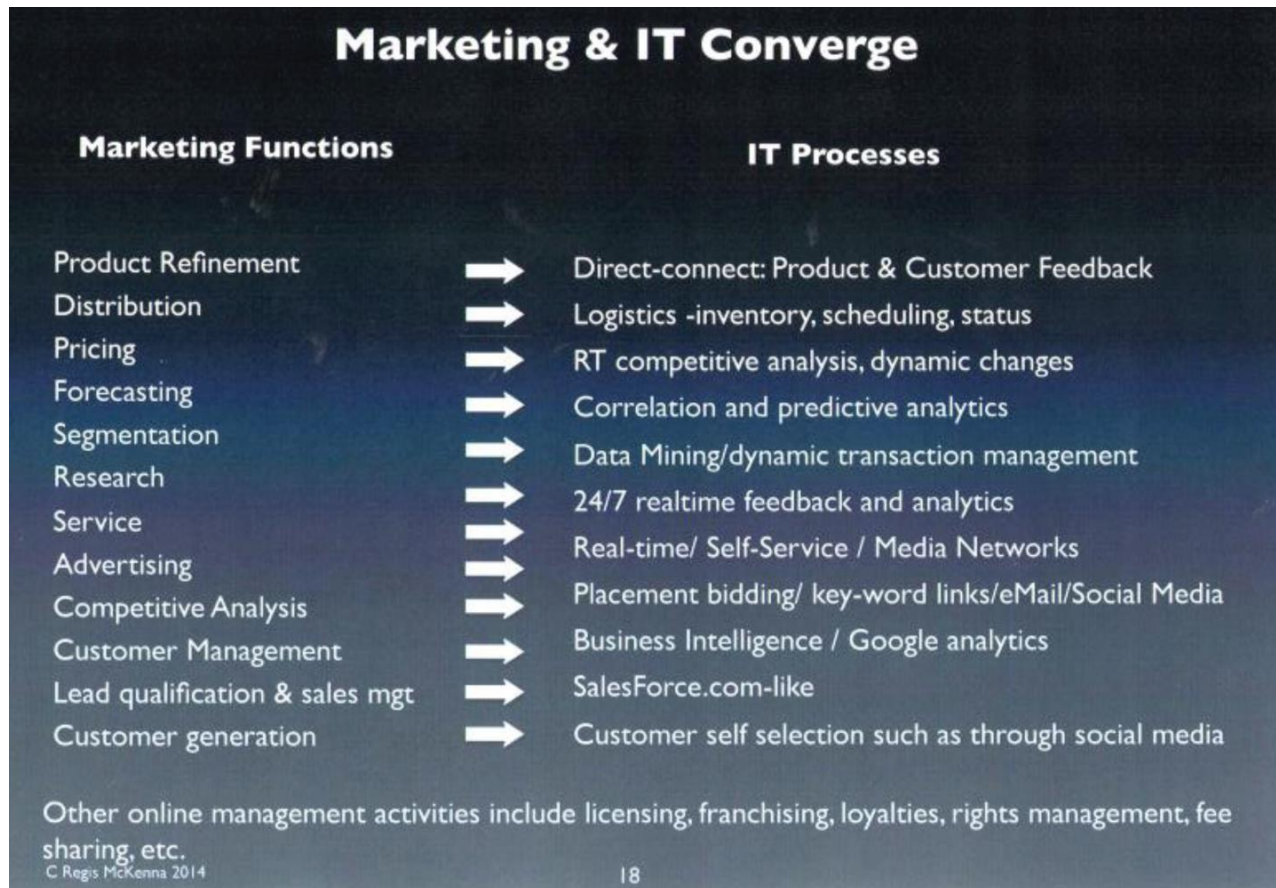 Marketing & IT Converge
Marketing Functions
IT Processes
Product Refinement
Direct-connect: Product & Customer Feedback
Distribution
Logistics -inventory, scheduling, status
Pricing
RT competitive analysis, dynamic changes
Forecasting
Correlation and predictive analytics
Segmentation
Data Mining/dynamic transaction management
Research
24/7 realtime feedback and analytics
Service
Real-time/ Self-Service / Media Networks
Advertising
Placement bidding/ key-word links/eMail/Social Media
Competitive Analysis
Business Intelligence / Google analytics
Customer Management
SalesForce.com-like
Lead qualification & sales mgt
Customer generation
Customer self selection such as through social media
Other online management activities include licensing, franchising, loyalties, rights management, fee
sharing, etc.
C Regis McKenna 2014
18